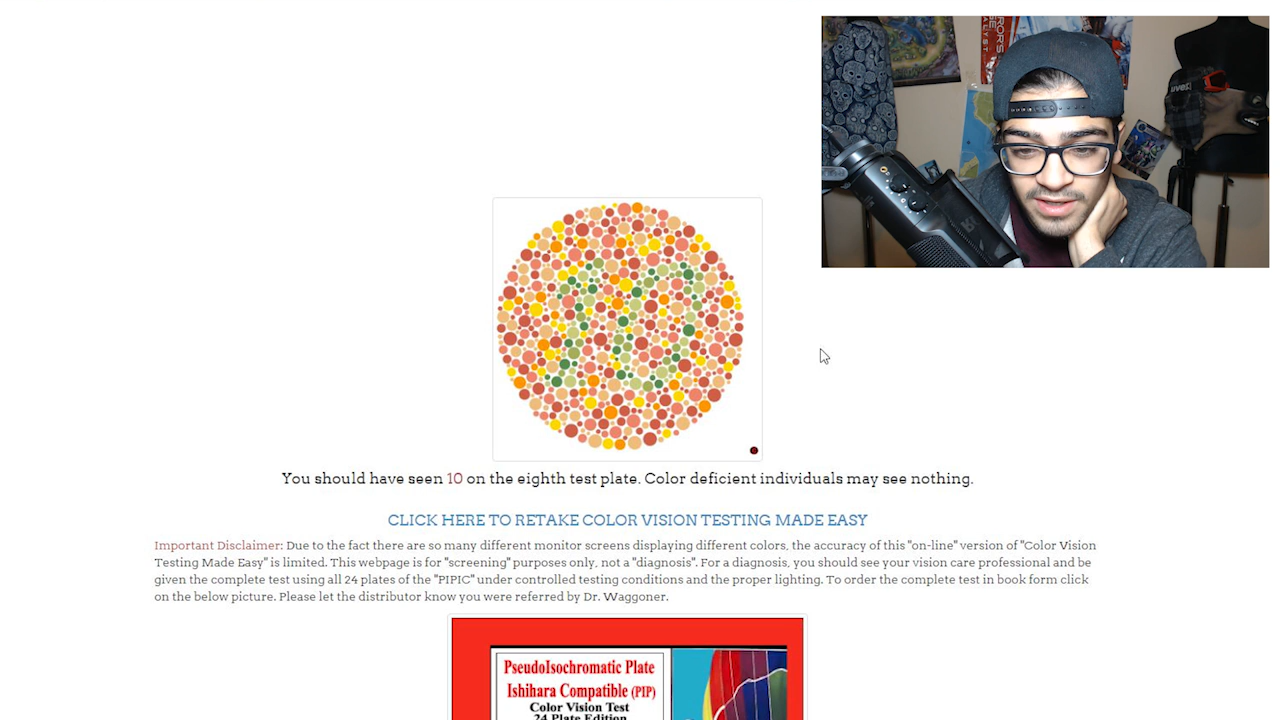 You should have seen 10 on the eighth test plate. Color deficient individuals may see nothing.
CLICK HERE TO RETAKE COLOR VISION TESTING MADE EASY
Important Disclaimer: Due to the fact there are so many different monitor screens displaying different colors, the accuracy of this "on-line" version of "Color Vision
Testing Made Easy" is limited. This webpage is for "screening" purposes only, not a "diagnosis". For a diagnosis, you should see your vision care professional and be
given the complete test using all 24 plates of the "PIPIC" under controlled testing conditions and the proper lighting. To order the complete test in book form click
on the below picture. Please let the distributor know you were referred by Dr. Waggoner.
PseudoIsochromatic Plate
Ishihara Compatible (PIP)
Color Vision Test
24 Plate Edition
uvex